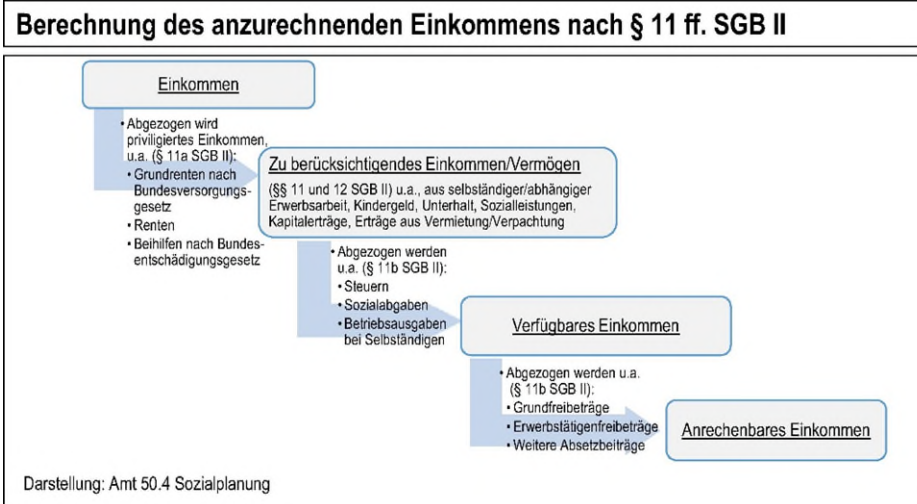 Berechnung des anzurechnenden Einkommens nach § 11 ff. SGB II
Einkommen
• Abgezogen wird
priviligiertes Einkommen,
u.a. (§ 11a SGB II):
• Grundrenten nach
Bundesversorgungs-
gesetz
• Renten
• Beihilfen nach Bundes-
entschädigungsgesetz
Zu berücksichtigendes Einkommen/Vermögen
(§§ 11 und 12 SGB II) u.a., aus selbständiger/abhängiger
Erwerbsarbeit, Kindergeld, Unterhalt, Sozialleistungen,
Kapitalerträge, Erträge aus Vermietung/Verpachtung
• Abgezogen werden
u.a. (§ 11b SGB II):
• Steuern
• Sozialabgaben
• Betriebsausgaben
bei Selbständigen
Verfügbares Einkommen
• Abgezogen werden u.a.
(§ 11b SGB II):
• Grundfreibeträge
• Erwerbstätigenfreibeträge
• Weitere Absetzbeiträge
Anrechenbares Einkommen
Darstellung: Amt 50.4 Sozialplanung